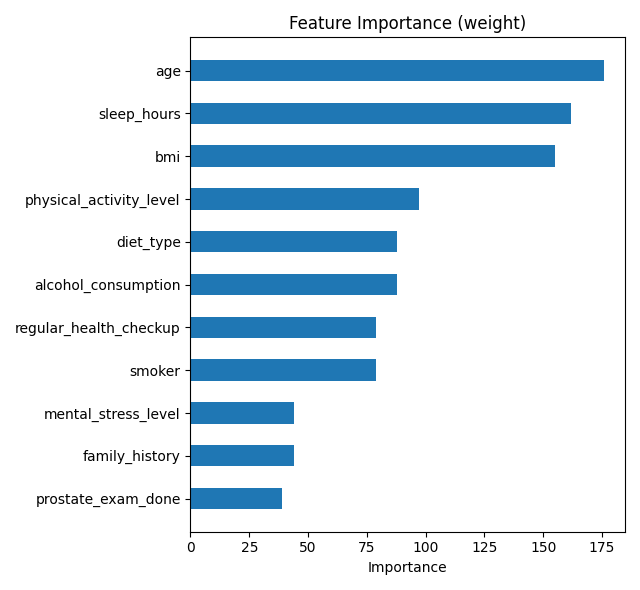 Feature Importance (weight)
age
sleep_hours
bmi
physical_activity_level
diet_type
alcohol_consumption
regular_health_checkup
smoker
mental_stress_level
family_history
prostate_exam_done
0 25 50 75 100 125 150 175
Importance